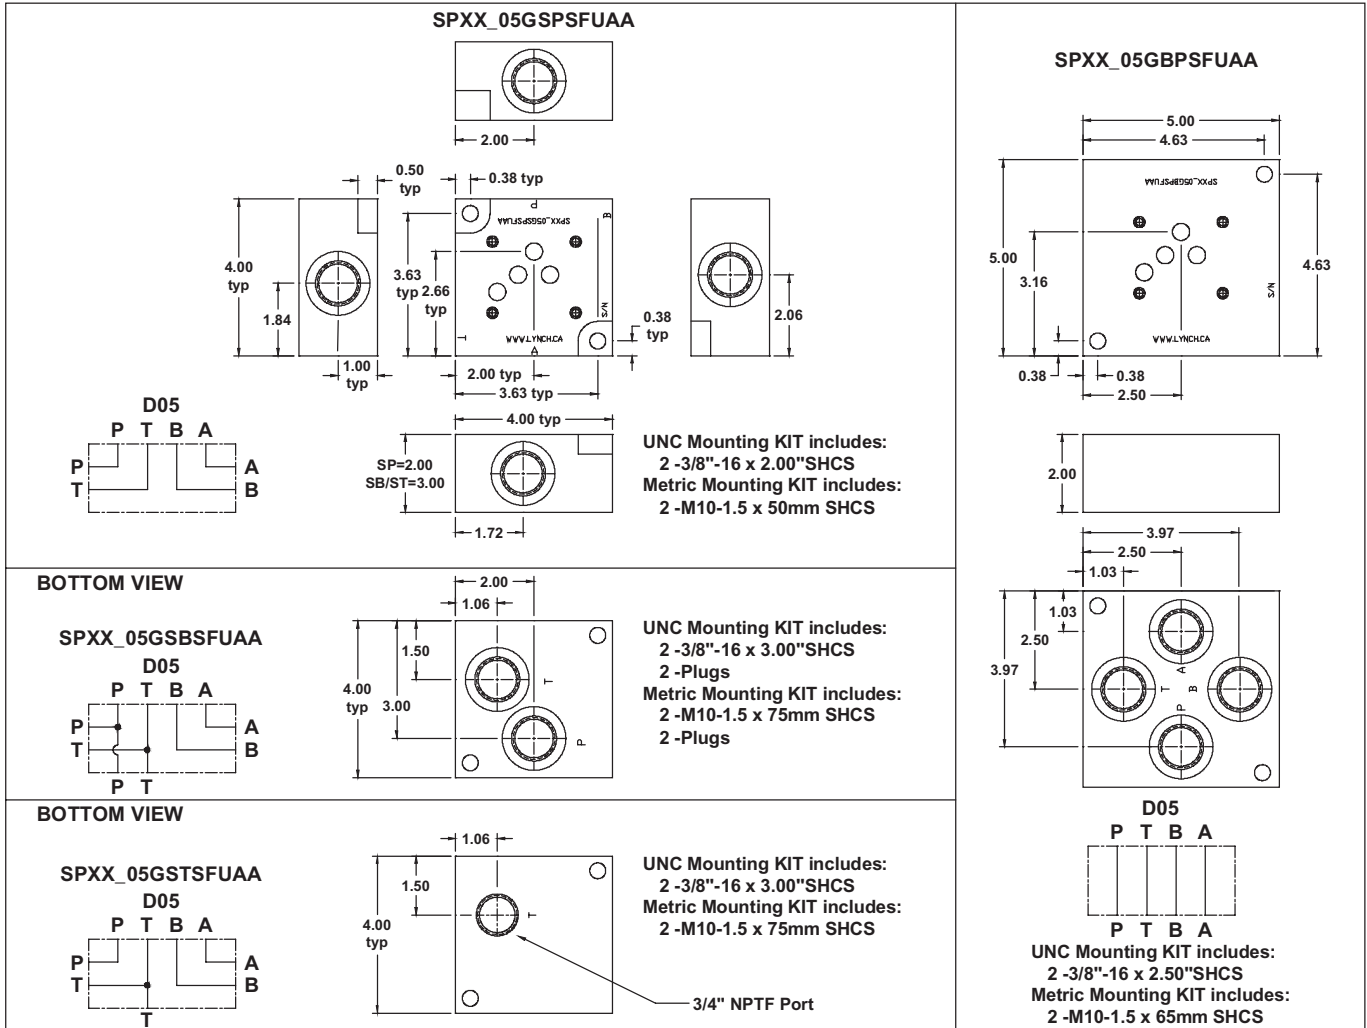 SPXX_05GSPSFUAA
2.00
0.50
typ
0.38 typ
P
SPXX_05GSPSFUAA
B
4.00
typ
1.84
1.00
typ
3.63
typ
2.66
S/N
0.38
typ
T
WWW.LYNCH.CA
A
2.00 typ
3.63 typ
4.00 typ
2.06
D05
P T B A
P
T
A
B
SP=2.00
SB/ST=3.00
1.72
UNC Mounting KIT includes:
2 -3/8"-16 x 2.00"SHCS
Metric Mounting KIT includes:
2 -M10-1.5 x 50mm SHCS
BOTTOM VIEW
SPXX_05GSBSFUAA
D05
P T B A
P
T
A
B
P T
2.00
1.06
1.50
4.00
typ
3.00
T
P
UNC Mounting KIT includes:
2 -3/8"-16 x 3.00"SHCS
2 -Plugs
Metric Mounting KIT includes:
2 -M10-1.5 x 75mm SHCS
2 -Plugs
BOTTOM VIEW
SPXX_05GSTSFUAA
D05
P T B A
P
T
A
B
T
1.06
1.50
4.00
typ
T
3/4" NPTF Port
UNC Mounting KIT includes:
2 -3/8"-16 x 3.00"SHCS
Metric Mounting KIT includes:
2 -M10-1.5 x 75mm SHCS
SPXX_05GBPSFUAA
5.00
4.63
SPXX_05GBPSFUAA
5.00
3.16
4.63
S/N
WWW.LYNCH.CA
0.38
0.38
2.50
2.00
3.97
2.50
1.03
1.03
2.50
3.97
A
T
B
P
D05
P T B A
P T B A
UNC Mounting KIT includes:
2 -3/8"-16 x 2.50"SHCS
Metric Mounting KIT includes:
2 -M10-1.5 x 65mm SHCS